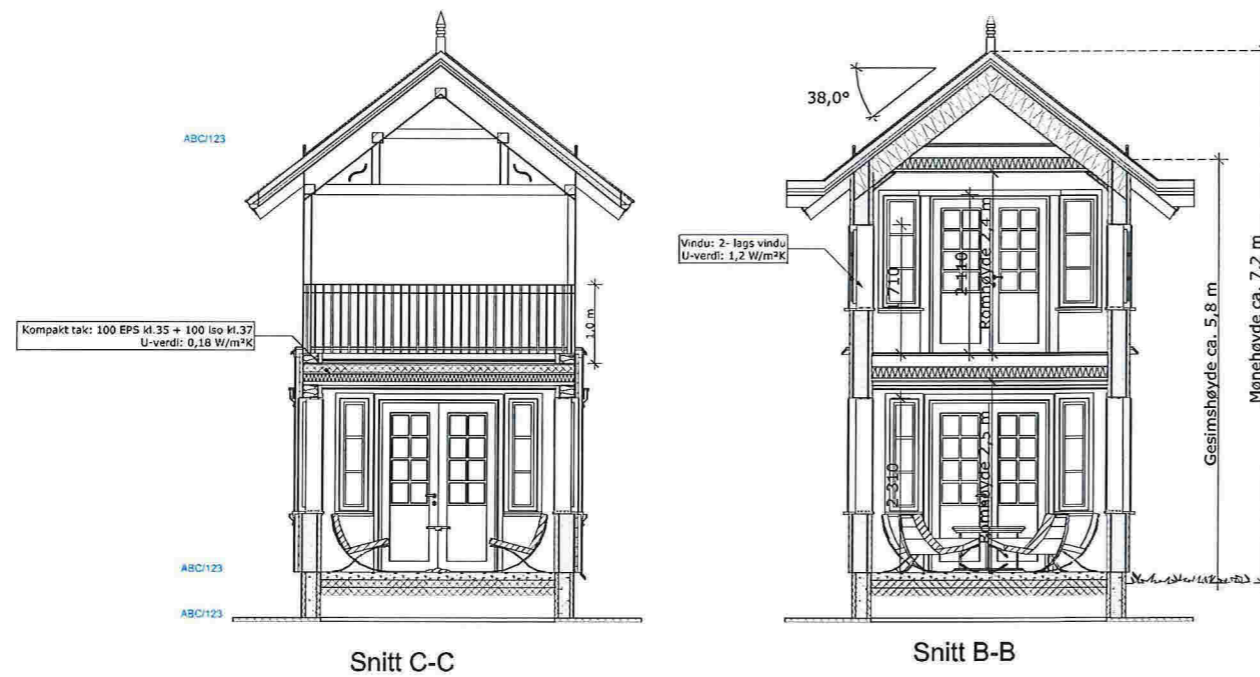 ABC/123
Kompakt tak: 100 EPS kl.35 + 100 iso kl.37
U-verdi: 0,18 W/m²K
1,0 m
ABC/123
ABC/123
Snitt C-C
38,0°
Vindu: 2- lags vindu
U-verdi: 1,2 W/m²K
710
2 110
Romhøyde 2,4 m
2 310
Romhøyde 2,5 m
Gesimshøyde ca. 5,8 m
Mønehøyde ca. 7,2 m
Snitt B-B